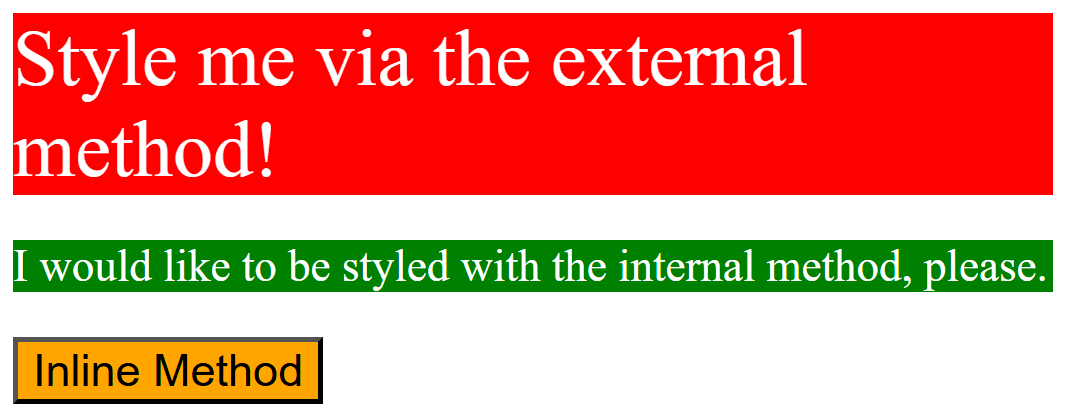 Style me via the external
method!
I would like to be styled with the internal method, please.
Inline Method